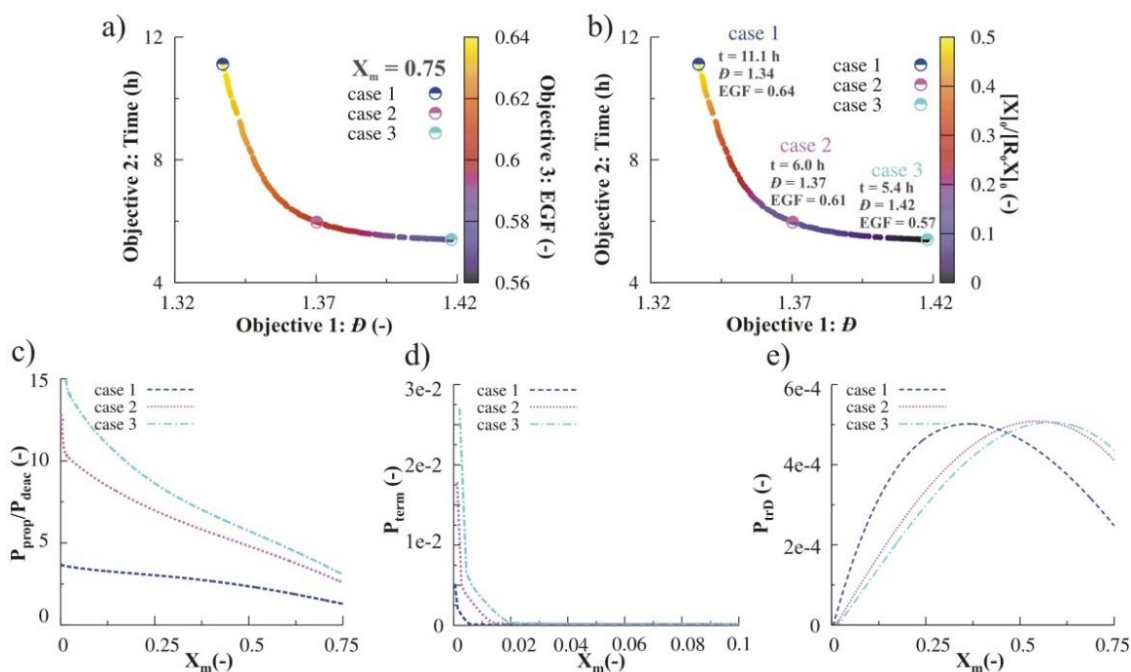 a)
12
8
4
1.32
1.37
1.42
Objective 2: Time (h)
Objective 1: Đ (-)
X_m = 0.75
case 1
case 2
case 3
0.64
0.62
0.6
0.58
0.56
Objective 3: EGF (-)
b)
12
8
4
1.32
1.37
1.42
Objective 2: Time (h)
Objective 1: Đ
case 1
t = 11.1 h
Đ = 1.34
EGF = 0.64
case 1
case 2
case 3
case 2
t = 6.0 h
Đ = 1.37
EGF = 0.61
case 3
t = 5.4 h
Đ = 1.42
EGF = 0.57
0.5
0.4
0.3
0.2
0.1
0
[X]₀/[R₀X]₀ (-)
c)
15
10
5
0
P_prop/P_deac (-)
case 1
case 2
case 3
0
0.25
0.5
0.75
X_m(-)
d)
3e-2
2e-2
1e-2
0
P_term (-)
case 1
case 2
case 3
0
0.02
0.04
0.06
0.08
0.1
X_m(-)
e)
6e-4
4e-4
2e-4
0
P_trD (-)
case 1
case 2
case 3
0
0.25
0.5
0.75
X_m(-)